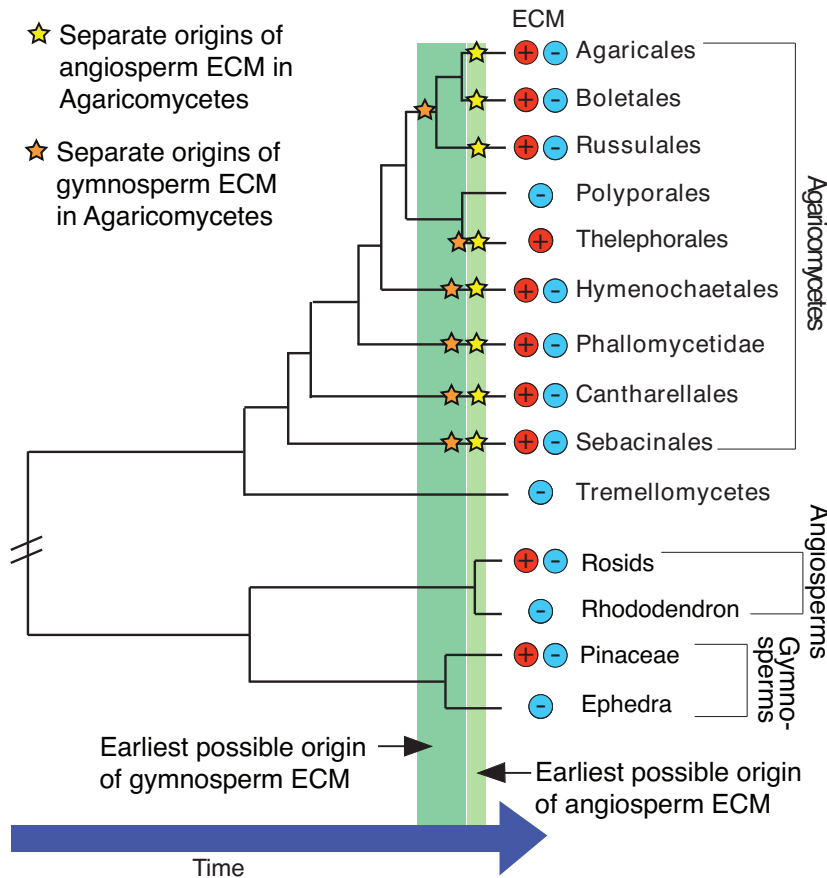 Separate origins of
angiosperm ECM in
Agaricomycetes
Separate origins of
gymnosperm ECM
in Agaricomycetes
ECM
+ - Agaricales
+ - Boletales
+ - Russulales
- Polyporales
+ Thelephorales
+ - Hymenochaetales
+ - Phallomycetidae
+ - Cantharellales
+ - Sebacinales
- Tremellomycetes
Agaricomycetes
+ - Rosids
- Rhododendron
Angiosperms
+ - Pinaceae
- Ephedra
Gymno-
sperms
Earliest possible origin
of gymnosperm ECM
Earliest possible origin
of angiosperm ECM
Time